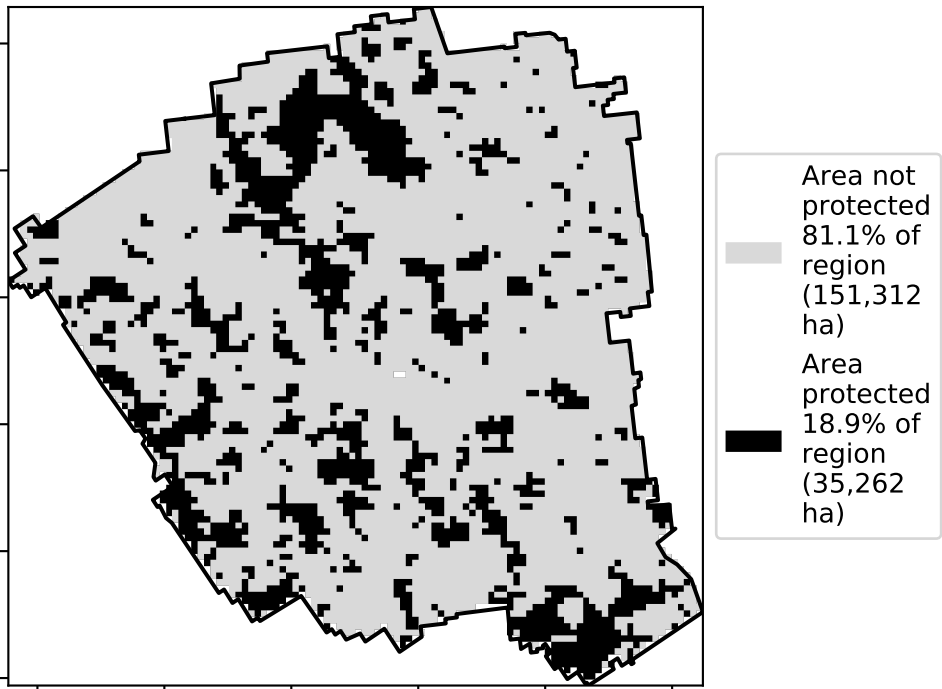 Area not
protected
81.1% of
region
(151,312
ha)
Area
protected
18.9% of
region
(35,262
ha)